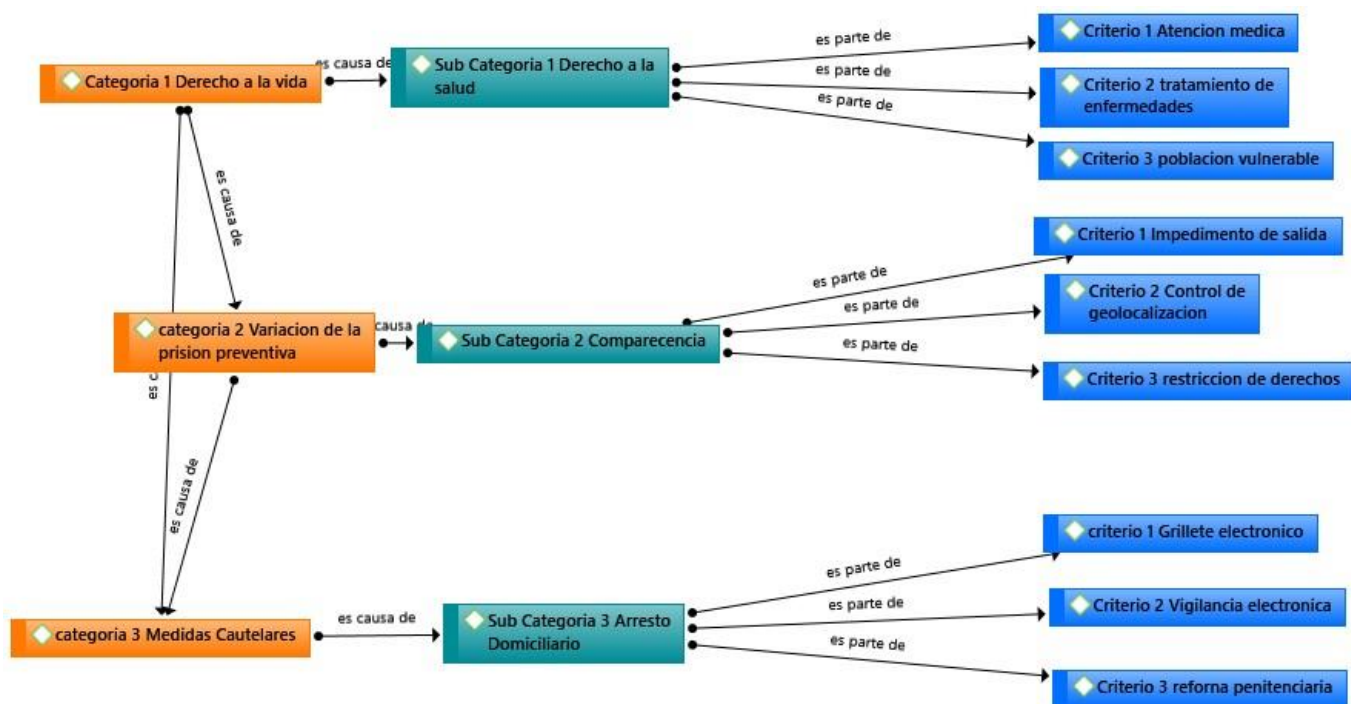 es parte de
Criterio 1 Atencion medica
es causa de
Categoria 1 Derecho a la vida
Sub Categoria 1 Derecho a la
salud
es parte de
Criterio 2 tratamiento de
enfermedades
es parte de
Criterio 3 poblacion vulnerable
es causa de
Criterio 1 Impedimento de salida
es parte de
categoria 2 Variacion de la
prision preventiva
causa de
Sub Categoria 2 Comparecencia
es parte de
Criterio 2 Control de
geolocalizacion
es parte de
Criterio 3 restriccion de derechos
es
es causa de
criterio 1 Grillete electronico
es parte de
categoria 3 Medidas Cautelares
es causa de
Sub Categoria 3 Arresto
Domiciliario
es parte de
Criterio 2 Vigilancia electronica
es parte de
Criterio 3 reforna penitenciaria